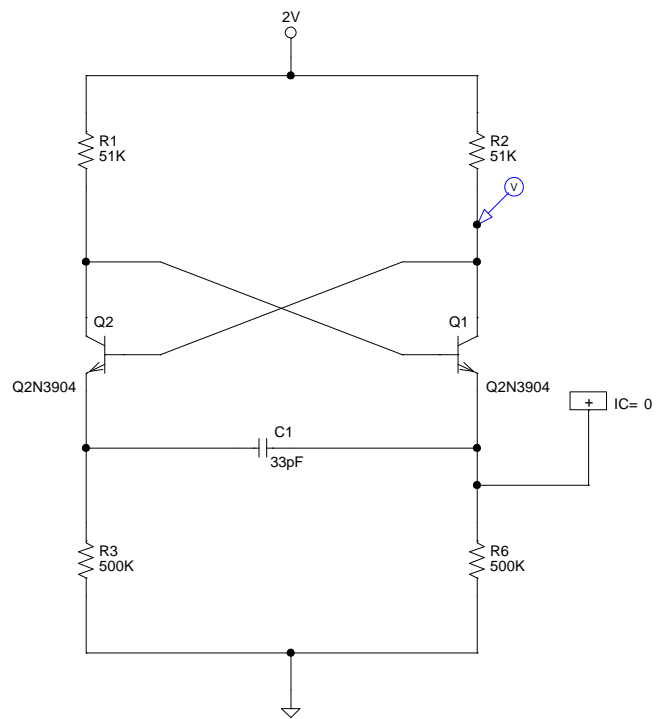 2V
R1
51K
R2
51K
V
Q2
Q1
Q2N3904
Q2N3904
+
IC= 0
C1
33pF
R3
500K
R6
500K